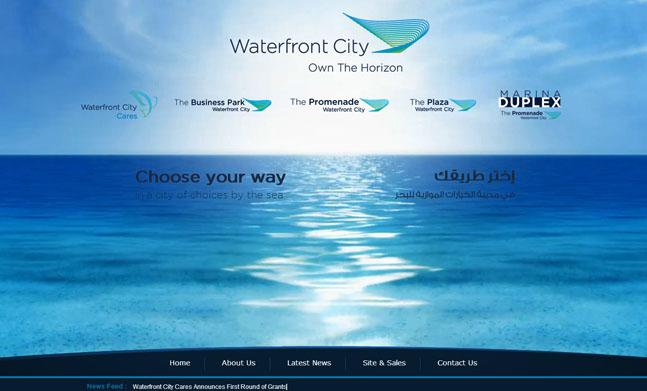 Waterfront City
Own The Horizon
Waterfront City
Cares
The Business Park
Waterfront City
The Promenade
Waterfront City
The Plaza
Waterfront City
MARINA
DUPLEX
The Promenade
Waterfront City
Choose your way
in a city of choices by the sea.
إختر طريقك
في مدينة الخيارات الموازية للبحر
Home
About Us
Latest News
Site & Sales
Contact Us
News Feed : Waterfront City Cares Announces First Round of Grants